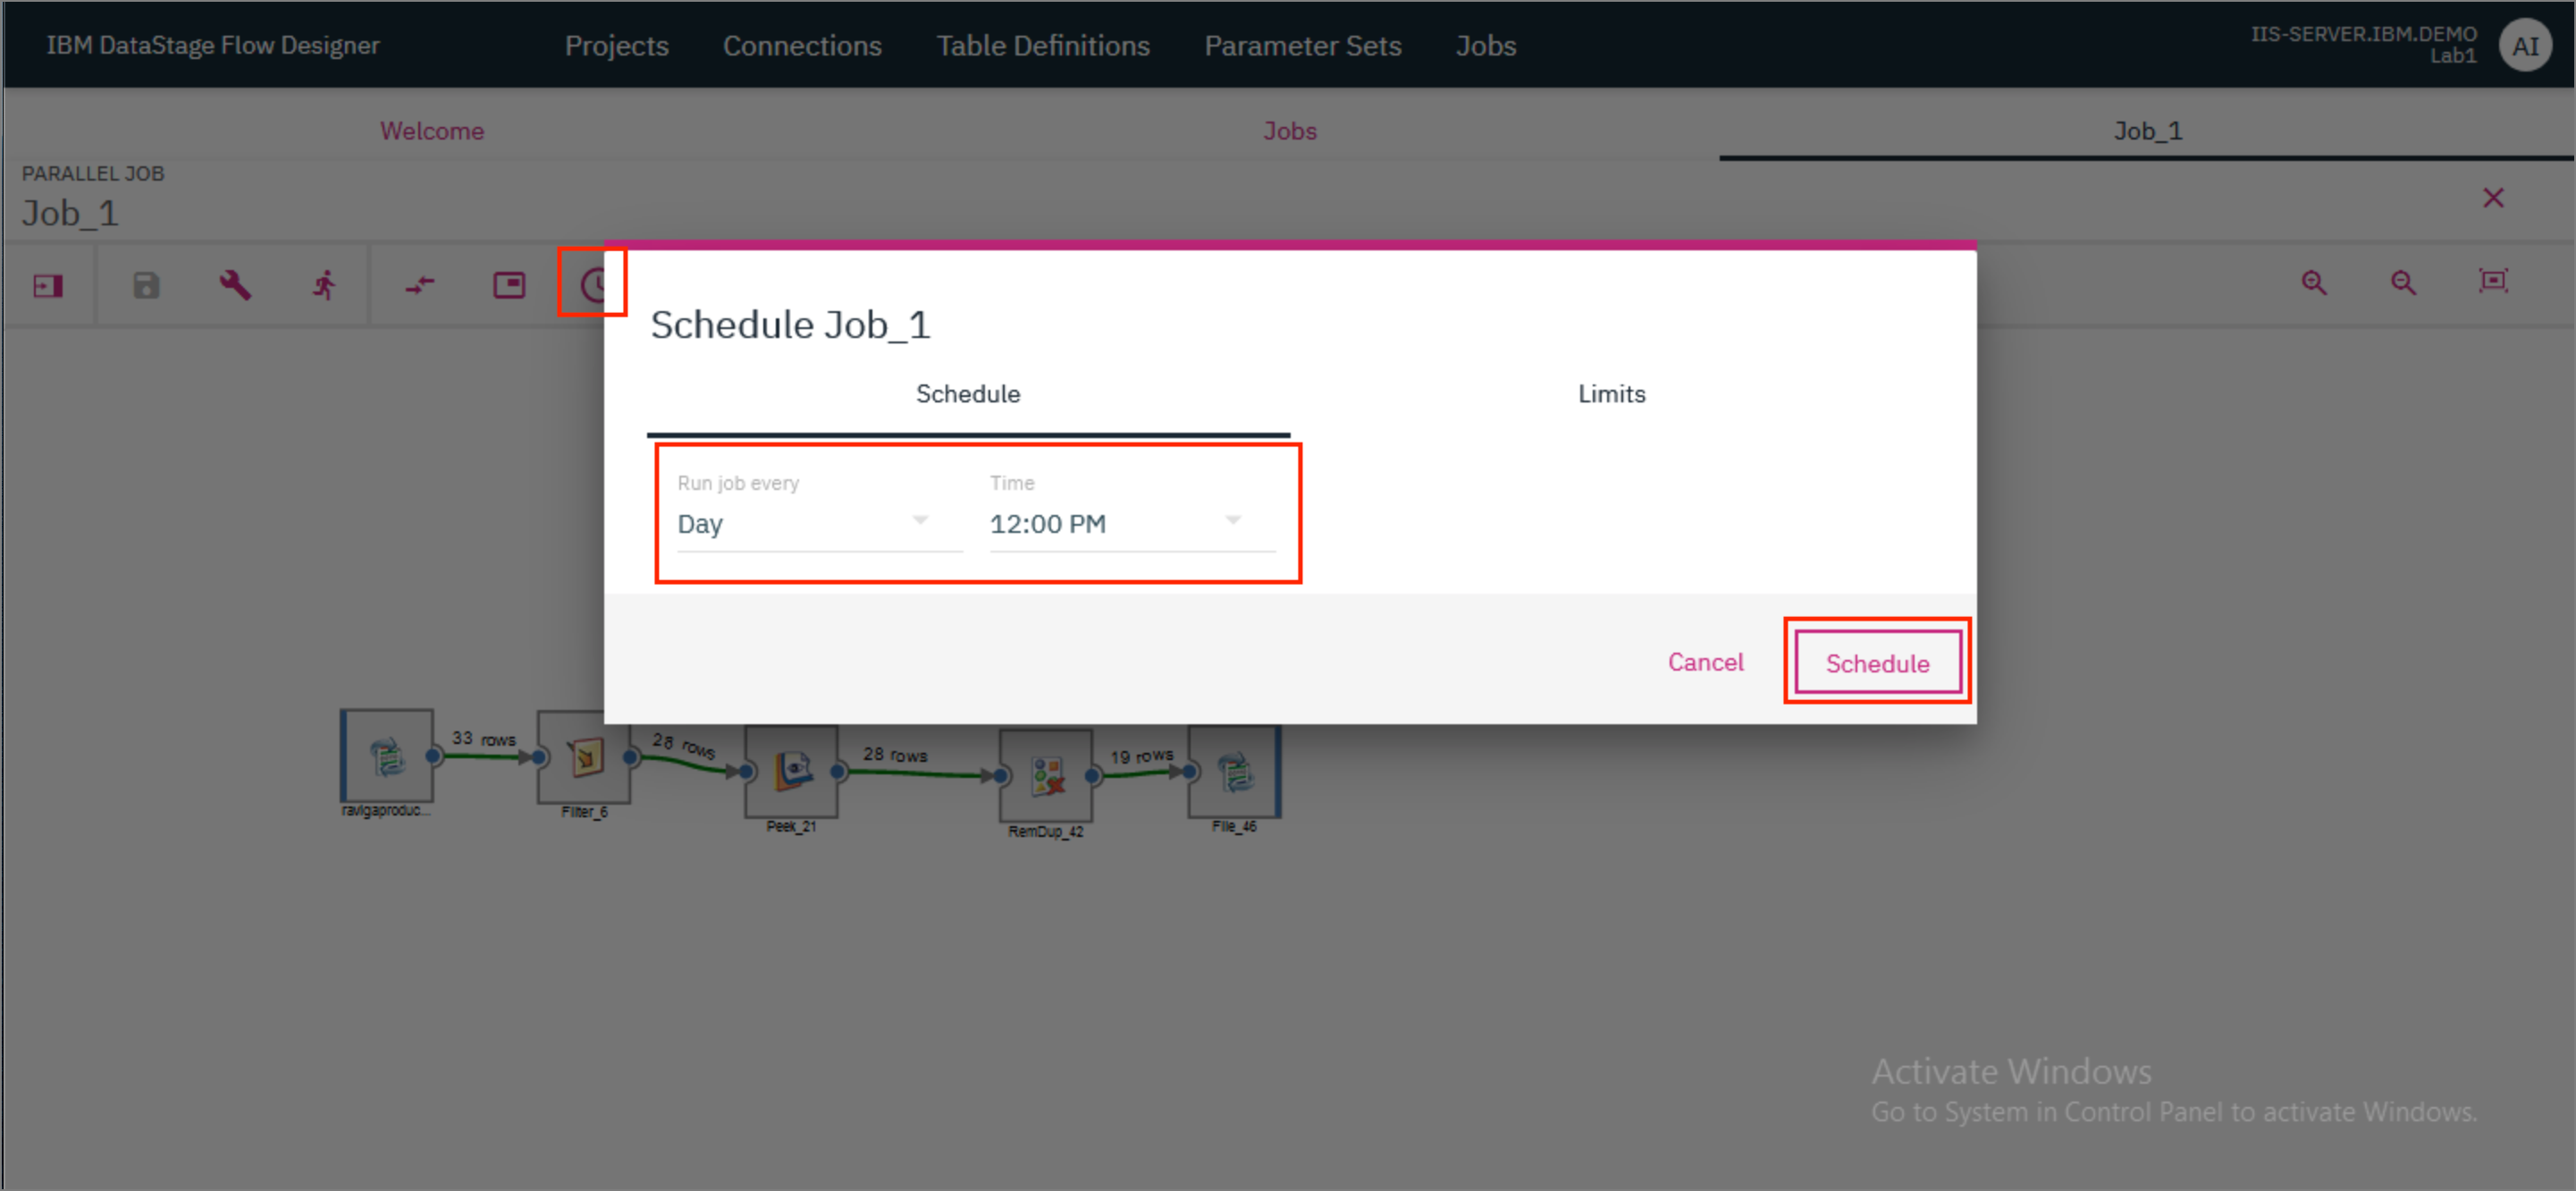 IBM DataStage Flow Designer
Projects
Connections
Table Definitions
Parameter Sets
Jobs
IIS-SERVER.IBM.DEMO
Lab1
AI
Welcome
Jobs
Job_1
PARALLEL JOB
Job_1
Schedule Job_1
Schedule
Limits
Run job every
Time
Day
12:00 PM
Cancel
Schedule
33 rows
28 rows
28 rows
19 rows
ravigaproduc...
Filter_6
Peek_21
RemDup_42
File_46
Activate Windows
Go to System in Control Panel to activate Windows.